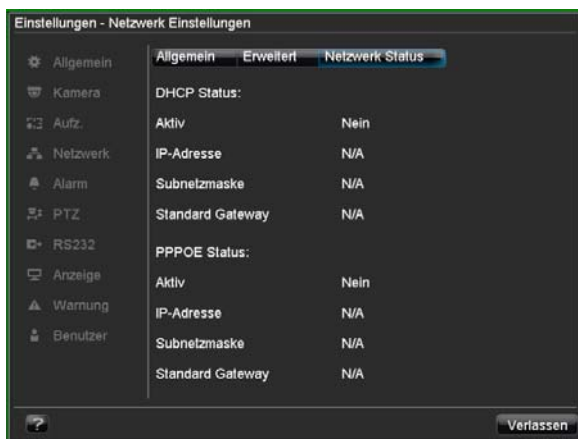 Einstellungen - Netzwerk Einstellungen
Allgemein
Kamera
Aufz.
Netzwerk
Alarm
PTZ
RS232
Anzeige
Warnung
Benutzer
Allgemein Erweitert Netzwerk Status
DHCP Status:
Aktiv Nein
IP-Adresse N/A
Subnetzmaske N/A
Standard Gateway N/A
PPPOE Status:
Aktiv Nein
IP-Adresse N/A
Subnetzmaske N/A
Standard Gateway N/A
? Verlassen